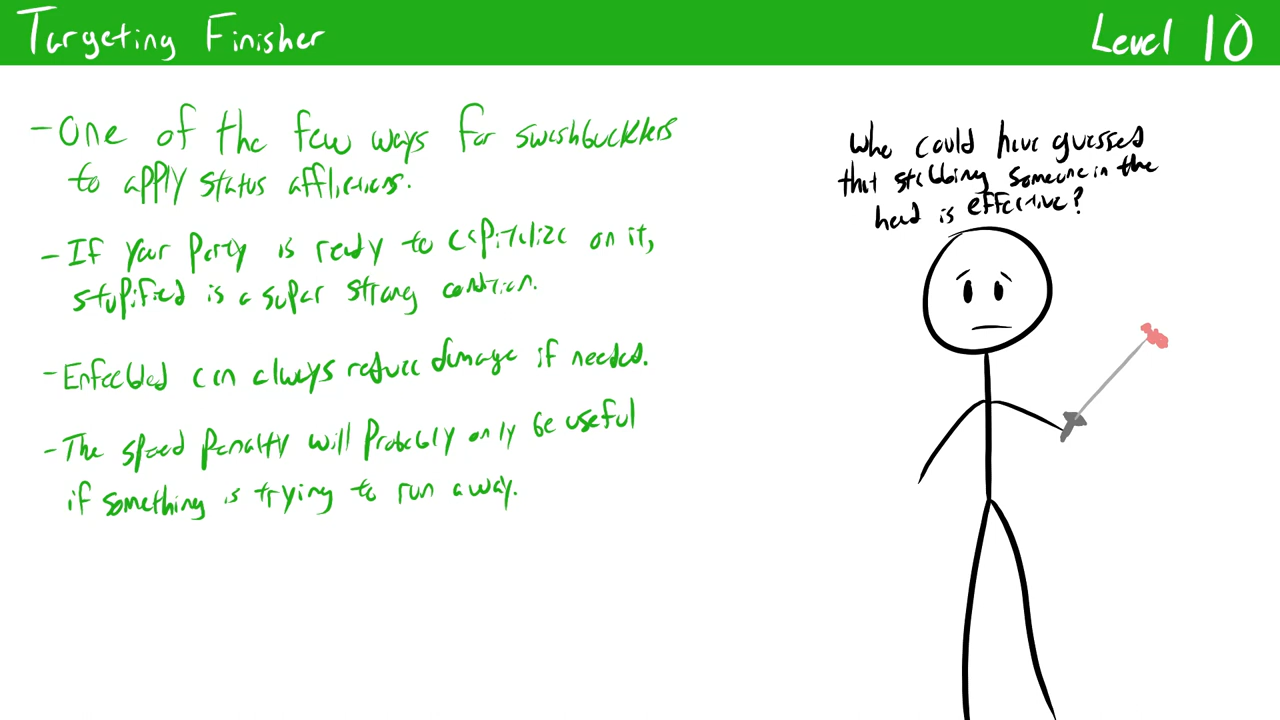 Targeting Finisher
Level 10
- One of the few ways for swashbucklers
to apply status afflictions.
- If your party is ready to capitalize on it,
stupified is a super strong condition.
- Enfeebled can always reduce damage if needed.
- The speed penalty will probably only be useful
if something is trying to run away.
Who could have guessed
that stabbing someone in the
head is effective?